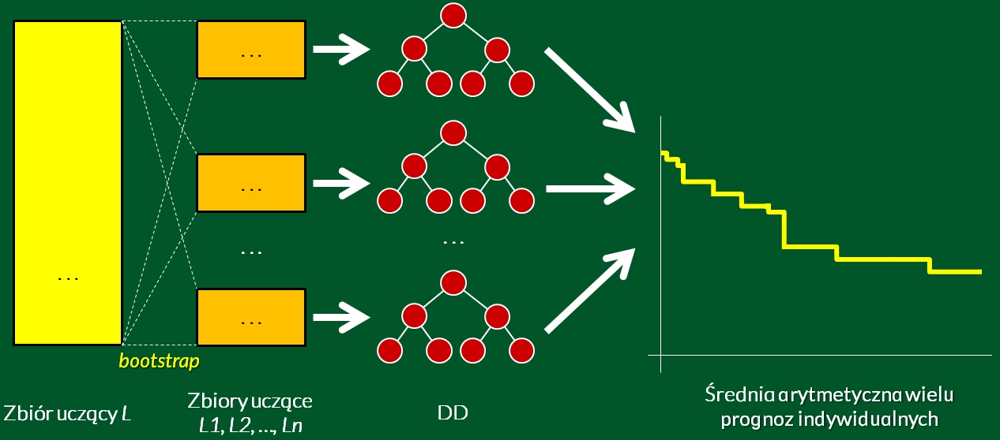 ...
...
...
...
...
...
...
bootstrap
Zbiór uczący L
Zbiory uczące
L1, L2, ..., Ln
DD
Średnia arytmetyczna wielu
prognoz indywidualnych